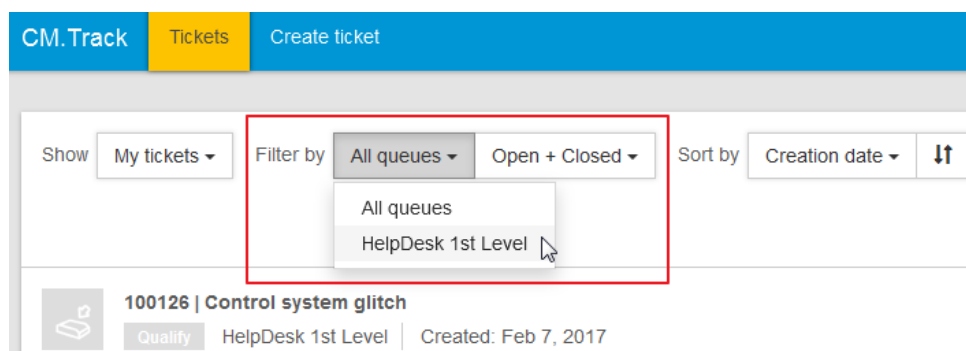 CM.Track Tickets Create ticket
Show My tickets Filter by All queues Open + Closed Sort by Creation date
All queues
HelpDesk 1st Level
100126 | Control system glitch
Qualify HelpDesk 1st Level Created: Feb 7, 2017